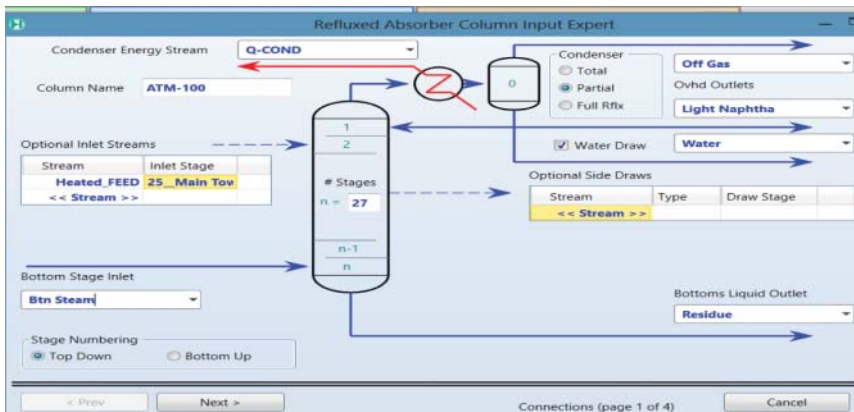 Refluxed Absorber Column Input Expert
Condenser Energy Stream Q-COND
Column Name ATM-100
Condenser
Total
Partial
Full Rflx
0
Off Gas
Ovhd Outlets
Light Naphtha
Water Draw Water
Optional Inlet Streams
Stream Inlet Stage
Heated_FEED 25__Main Tow
<< Stream >>
1
2
# Stages
n = 27
n-1
n
Optional Side Draws
Stream Type Draw Stage
<< Stream >>
Bottom Stage Inlet
Btn Steam
Bottoms Liquid Outlet
Residue
Stage Numbering
Top Down Bottom Up
< Prev Next > Connections (page 1 of 4) Cancel